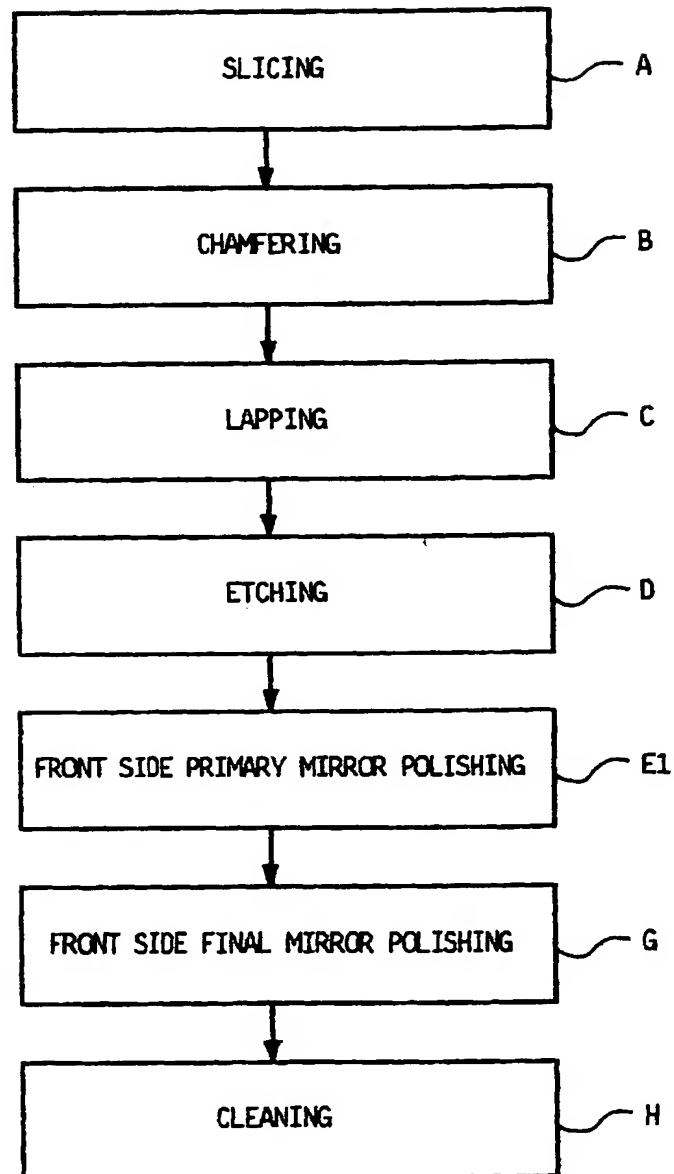 SLICING A
CHAMFERING B
LAPPING C
ETCHING D
FRONT SIDE PRIMARY MIRROR POLISHING E1
FRONT SIDE FINAL MIRROR POLISHING G
CLEANING H